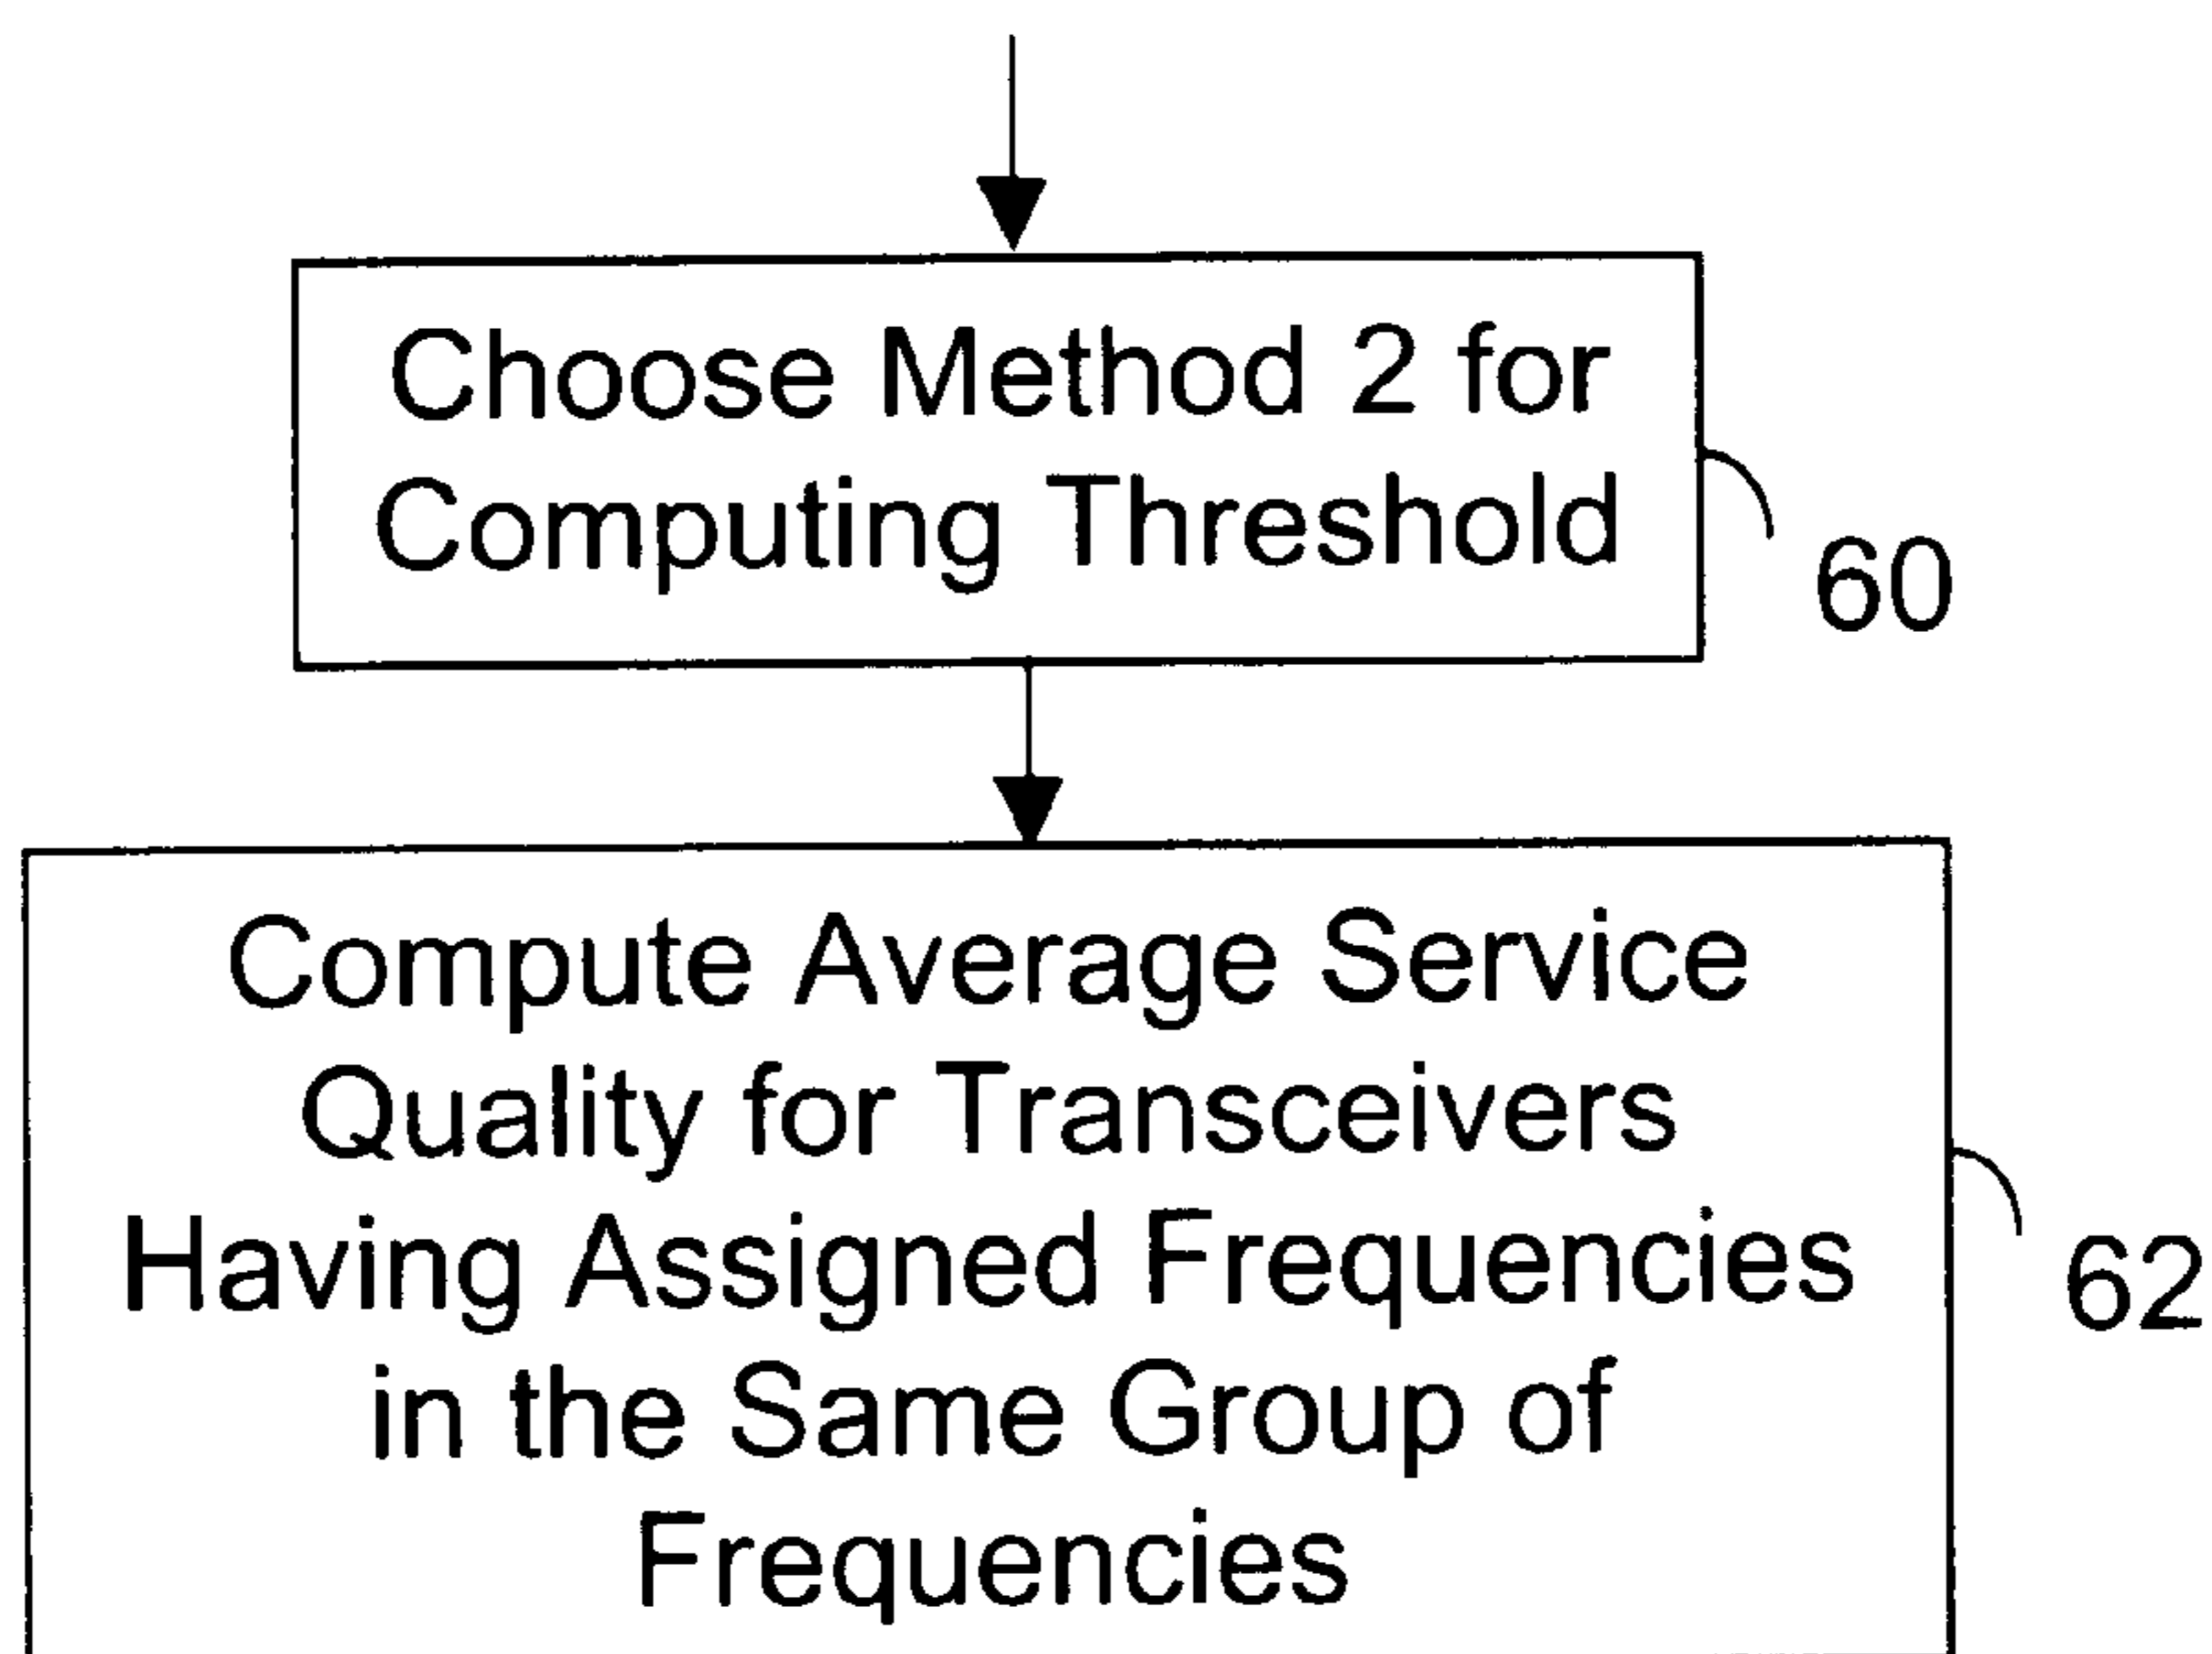 Choose Method 2 for
Computing Threshold
60
Compute Average Service
Quality for Transceivers
Having Assigned Frequencies
in the Same Group of
Frequencies
62